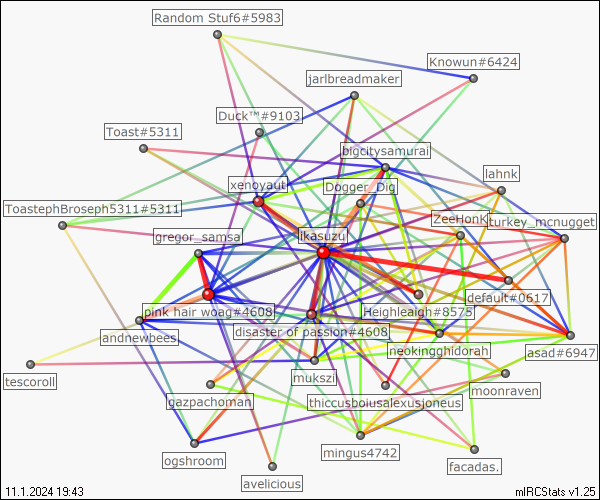 Random Stuf6#5983
Knowun#6424
jarlbreadmaker
Duck™#9103
Toast#5311
bigcitysamurai
lahnk
xenoyaut
Dogger_Dig
ToastephBroseph5311#5311
ZeeHonk
turkey_mcnugget
gregor_samsa
Ikasuzu
default#0617
pink hair woag#4608
Heighleaigh#8575
disaster of passion#4608
andnewbees
neokingghidorah
asad#6947
tescoroll
mukszil
moonraven
gazpachoman
thiccusboiusalexusjoneus
ogshroom
mingus4742
facadas.
avelicious
11.1.2024 19:43
mIRCStats v1.25